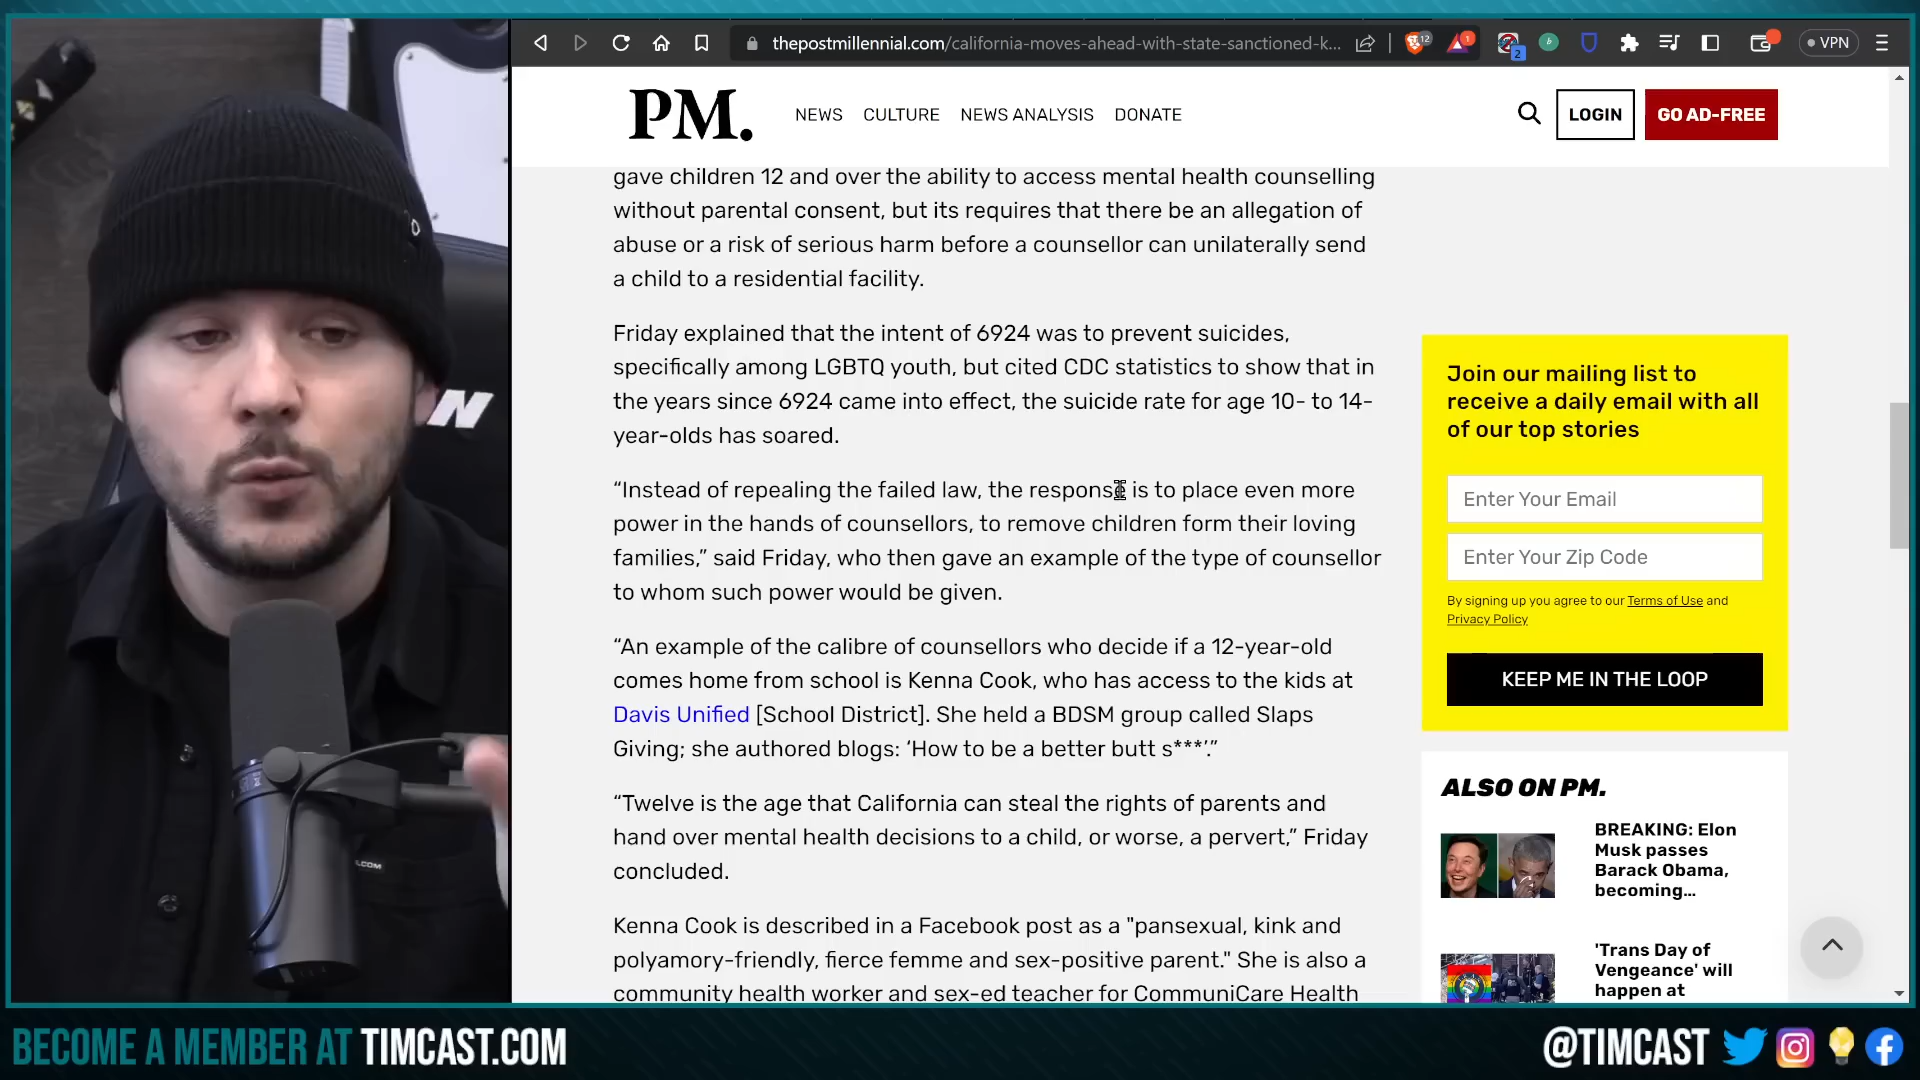 thepostmillennial.com/california-moves-ahead-with-state-sanctioned-k...
12
1
2
VPN
PM.
NEWS CULTURE NEWS ANALYSIS DONATE
LOGIN
GO AD-FREE
gave children 12 and over the ability to access mental health counselling
without parental consent, but its requires that there be an allegation of
abuse or a risk of serious harm before a counsellor can unilaterally send
a child to a residential facility.
Friday explained that the intent of 6924 was to prevent suicides,
specifically among LGBTQ youth, but cited CDC statistics to show that in
the years since 6924 came into effect, the suicide rate for age 10- to 14-
year-olds has soared.
“Instead of repealing the failed law, the response is to place even more
power in the hands of counsellors, to remove children form their loving
families,” said Friday, who then gave an example of the type of counsellor
to whom such power would be given.
“An example of the calibre of counsellors who decide if a 12-year-old
comes home from school is Kenna Cook, who has access to the kids at
Davis Unified [School District]. She held a BDSM group called Slaps
Giving; she authored blogs: ‘How to be a better butt s***’.”
“Twelve is the age that California can steal the rights of parents and
hand over mental health decisions to a child, or worse, a pervert,” Friday
concluded.
Kenna Cook is described in a Facebook post as a "pansexual, kink and
polyamory-friendly, fierce femme and sex-positive parent." She is also a
community health worker and sex-ed teacher for CommuniCare Health
Join our mailing list to
receive a daily email with all
of our top stories
Enter Your Email
Enter Your Zip Code
By signing up you agree to our Terms of Use and
Privacy Policy
KEEP ME IN THE LOOP
ALSO ON PM.
BREAKING: Elon
Musk passes
Barack Obama,
becoming...
'Trans Day of
Vengeance' will
happen at
BECOME A MEMBER AT TIMCAST.COM
@TIMCAST